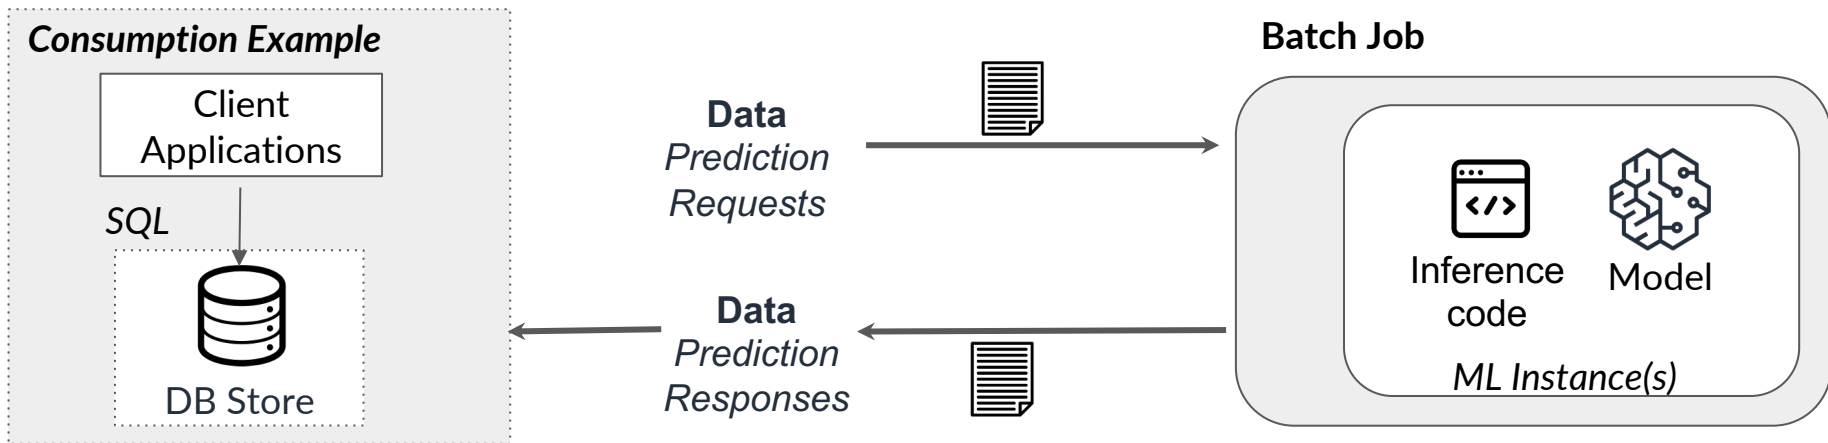 Consumption Example
Client
Applications
SQL
DB Store
Data
Prediction
Requests
Data
Prediction
Responses
Batch Job
Inference
code
Model
ML Instance(s)